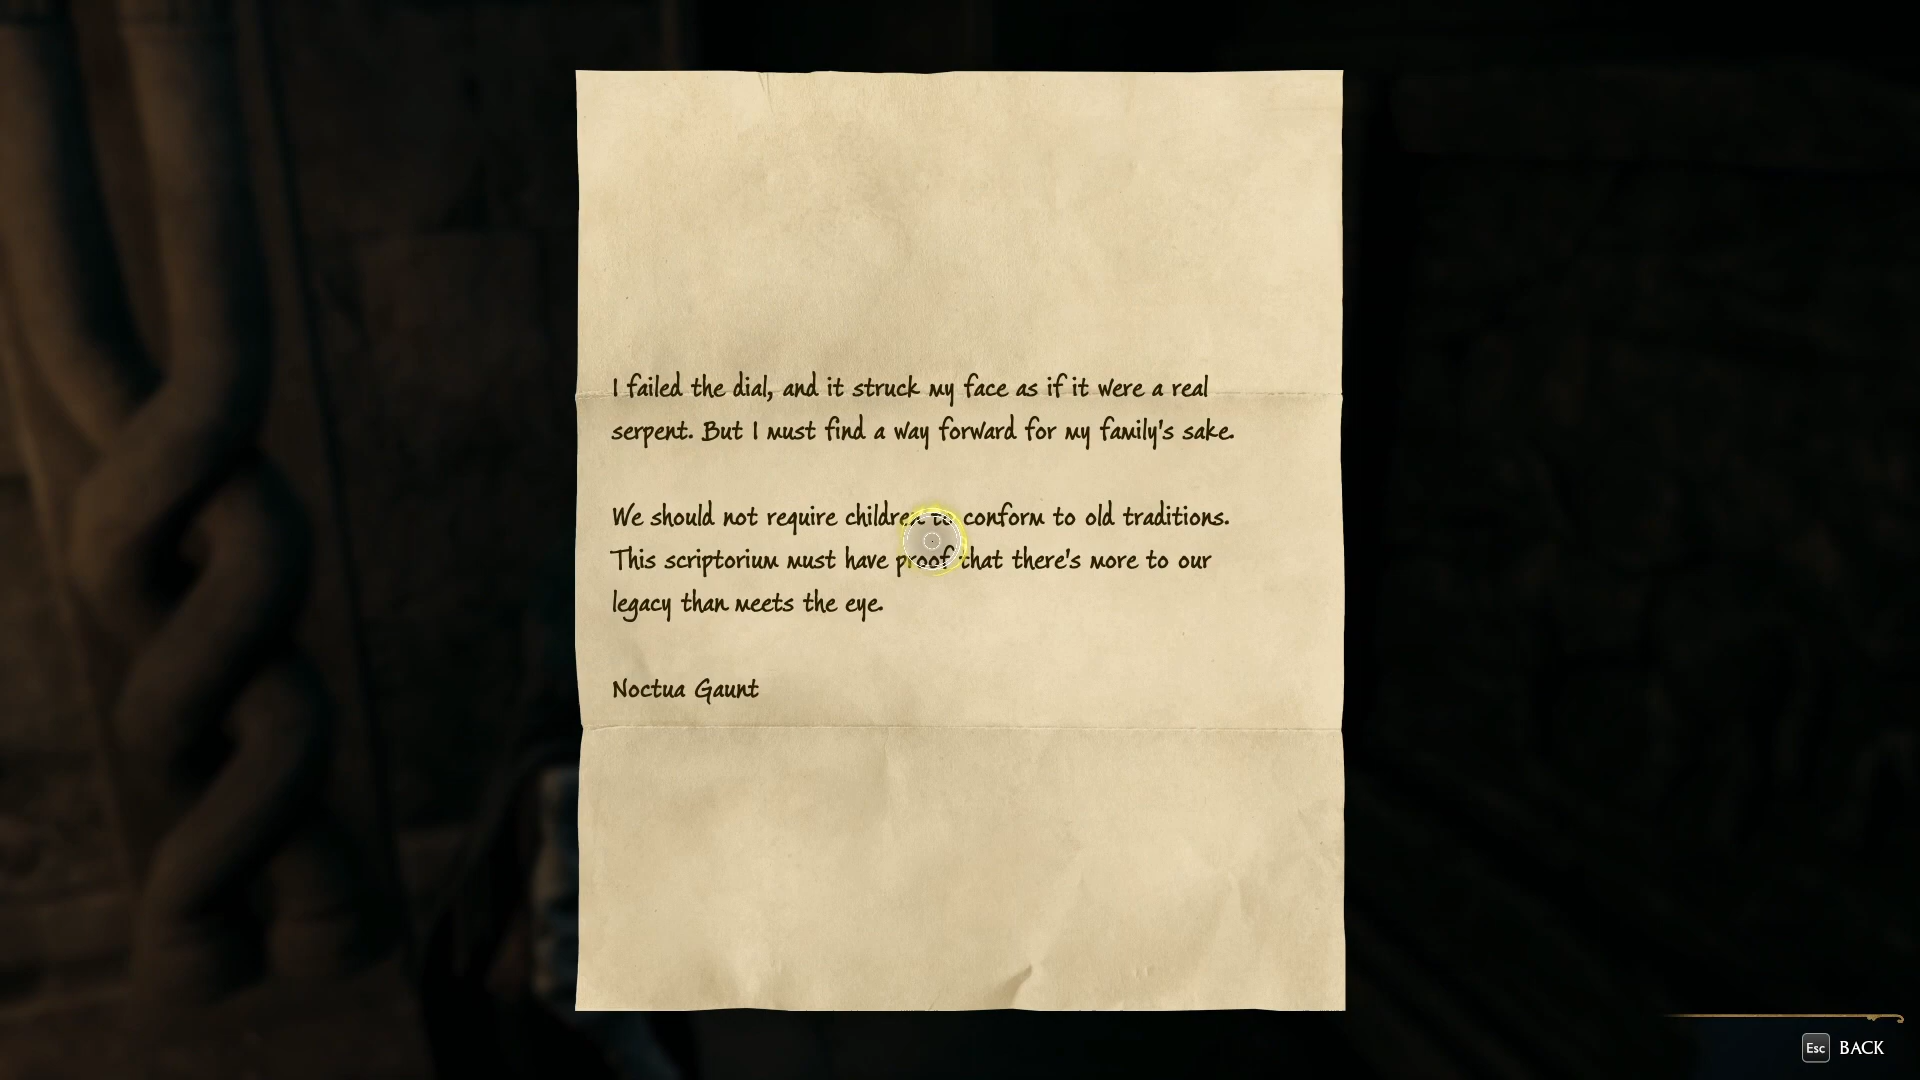 I failed the dial, and it struck my face as if it were a real
serpent. But I must find a way forward for my family's sake.
We should not require children to conform to old traditions.
This scriptorium must have proof that there's more to our
legacy than meets the eye.
Noctua Gaunt
Esc BACK